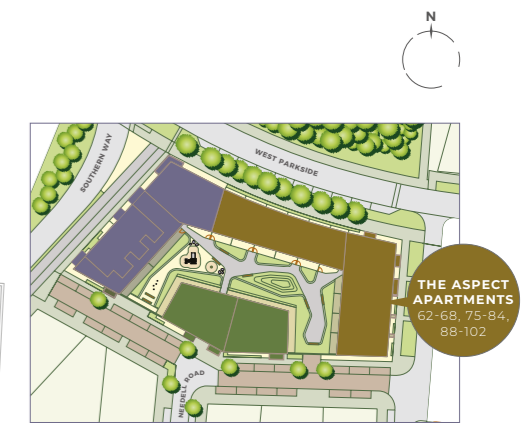 N
SOUTHERN WAY
WEST PARKSIDE
THE ASPECT
APARTMENTS
62-68, 75-84,
88-102
NEEDELL ROAD